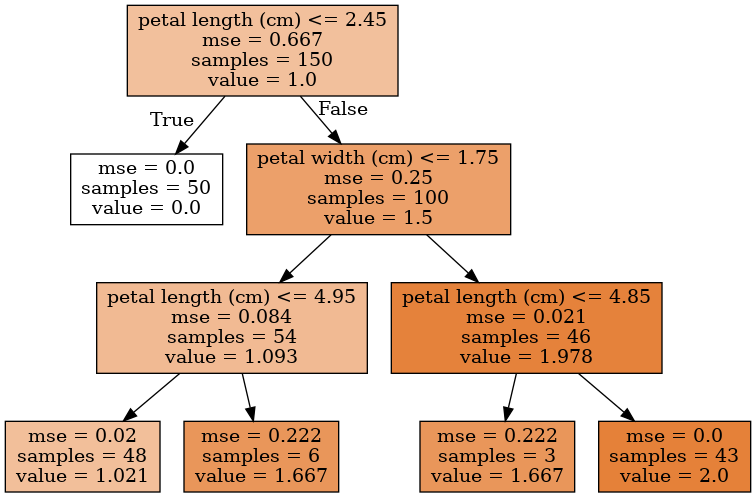 petal length (cm) <= 2.45
mse = 0.667
samples = 150
value = 1.0
True
False
mse = 0.0
samples = 50
value = 0.0
petal width (cm) <= 1.75
mse = 0.25
samples = 100
value = 1.5
petal length (cm) <= 4.95
mse = 0.084
samples = 54
value = 1.093
petal length (cm) <= 4.85
mse = 0.021
samples = 46
value = 1.978
mse = 0.02
samples = 48
value = 1.021
mse = 0.222
samples = 6
value = 1.667
mse = 0.222
samples = 3
value = 1.667
mse = 0.0
samples = 43
value = 2.0